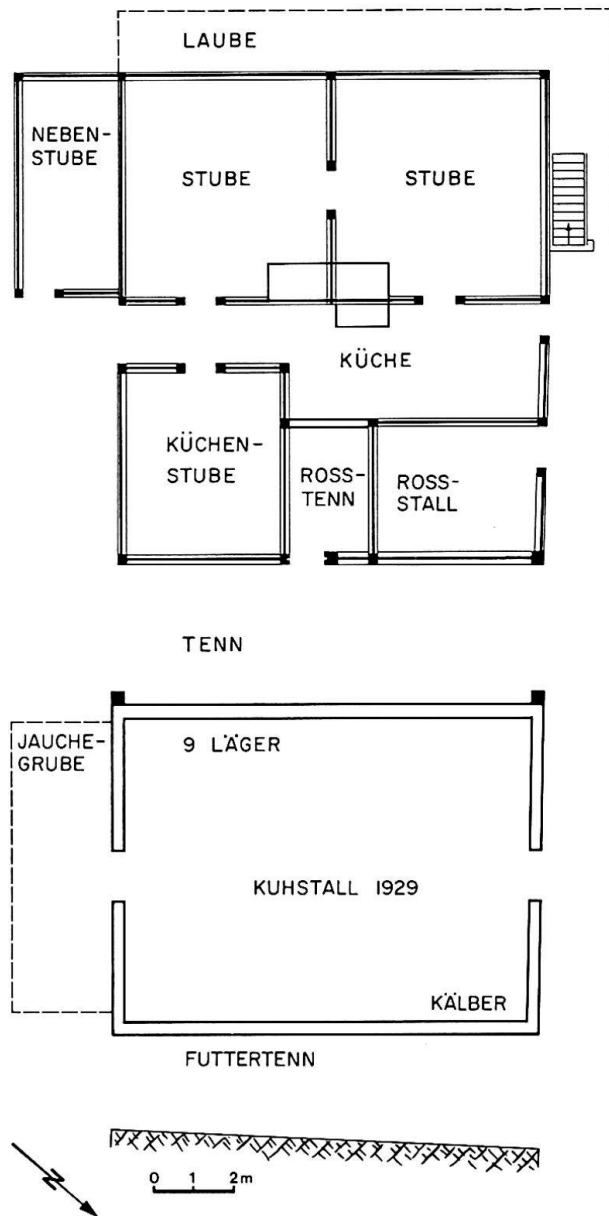 LAUBE
NEBEN-
STUBE
STUBE
STUBE
KÜCHE
KÜCHEN-
STUBE
ROSS-
TENN
ROSS-
STALL
TENN
JAUCHE-
GRUBE
9 LÄGER
KUHSTALL 1929
KÄLBER
FUTTERTENN
N
0 1 2m